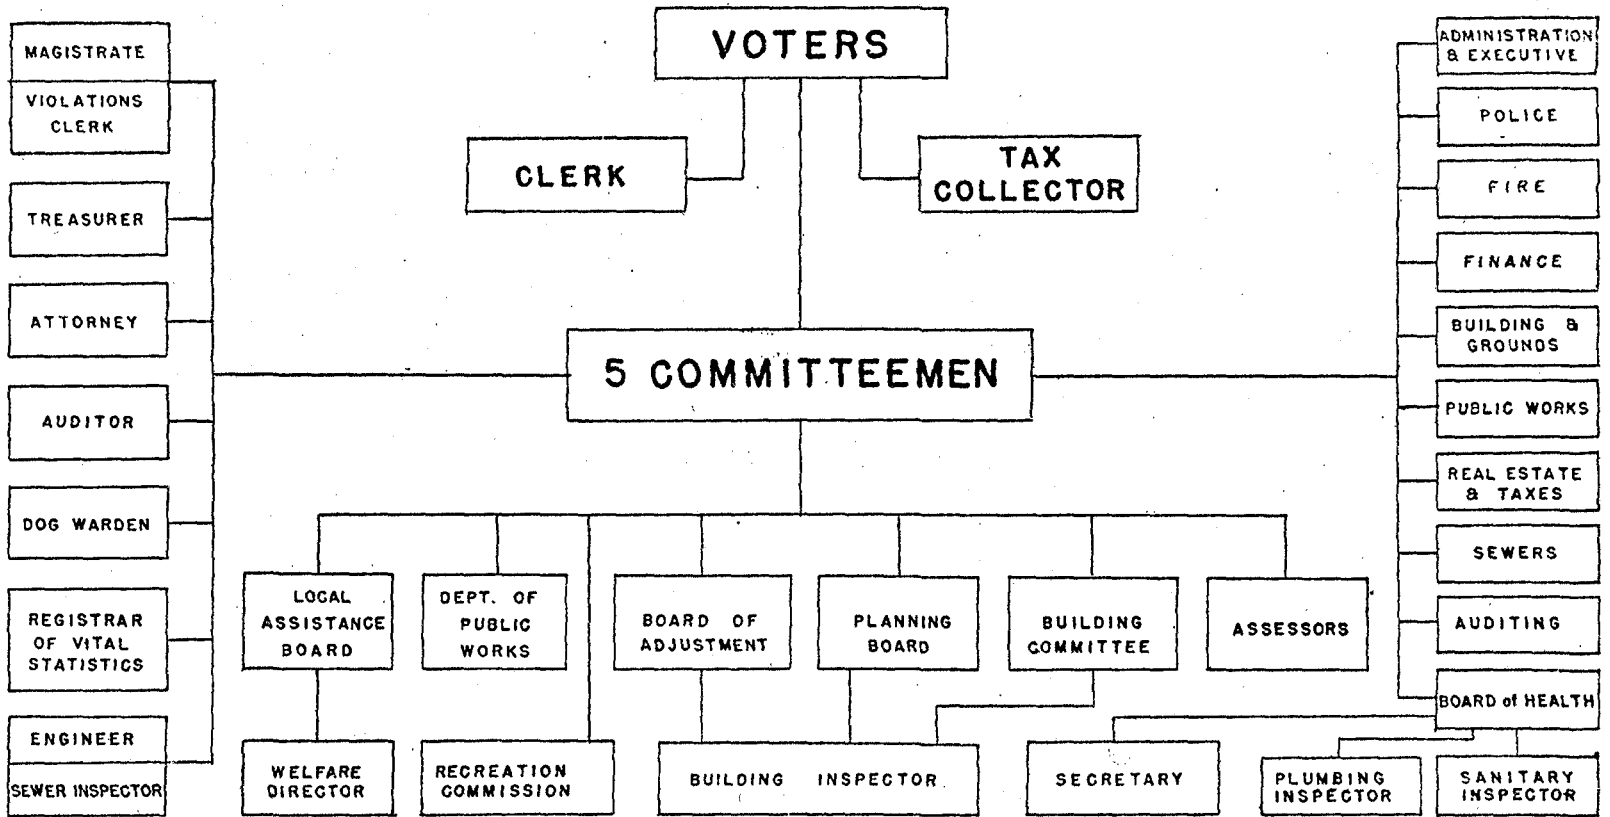 VOTERS
CLERK
TAX
COLLECTOR
5 COMMITTEEMEN
MAGISTRATE
VIOLATIONS
CLERK
TREASURER
ATTORNEY
AUDITOR
DOG WARDEN
REGISTRAR
OF VITAL
STATISTICS
ENGINEER
SEWER INSPECTOR
ADMINISTRATION
& EXECUTIVE
POLICE
FIRE
FINANCE
BUILDING &
GROUNDS
PUBLIC WORKS
REAL ESTATE
& TAXES
SEWERS
AUDITING
BOARD of HEALTH
LOCAL
ASSISTANCE
BOARD
DEPT. OF
PUBLIC
WORKS
BOARD OF
ADJUSTMENT
PLANNING
BOARD
BUILDING
COMMITTEE
ASSESSORS
WELFARE
DIRECTOR
RECREATION
COMMISSION
BUILDING INSPECTOR
SECRETARY
PLUMBING
INSPECTOR
SANITARY
INSPECTOR